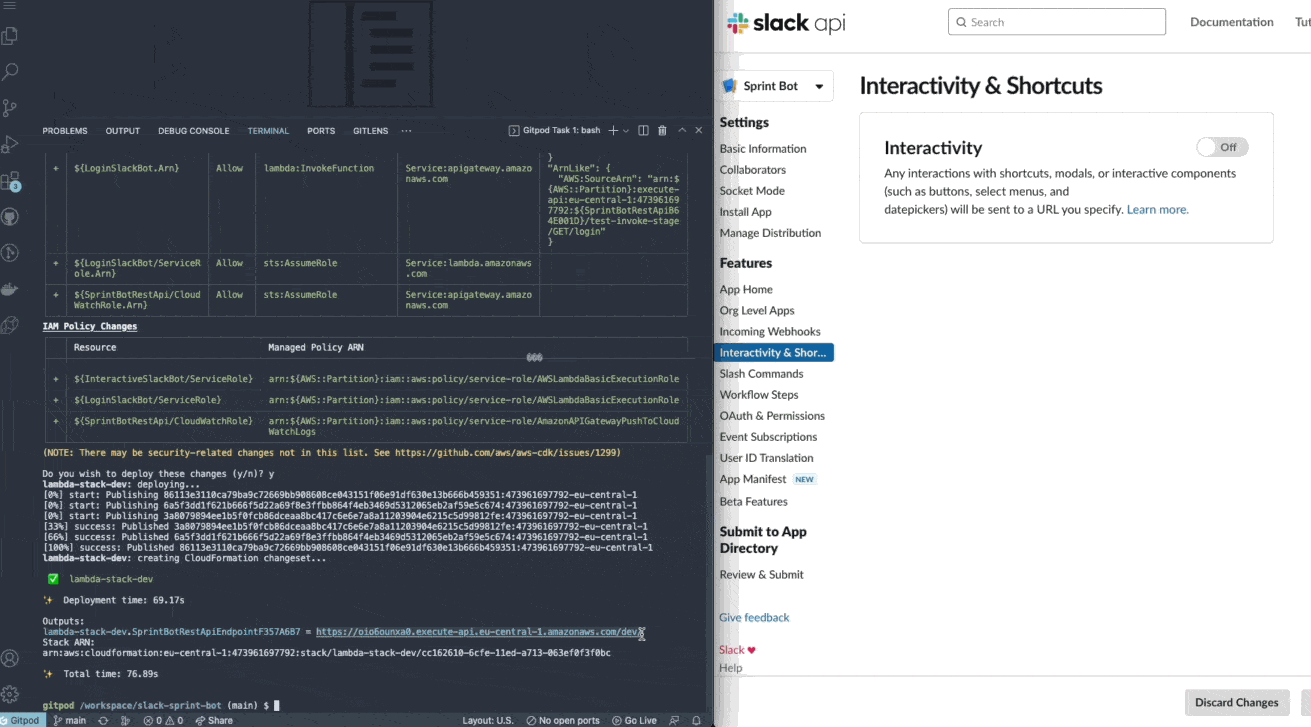 PROBLEMS OUTPUT DEBUG CONSOLE TERMINAL PORTS GITLENS ··· Gitpod Task 1: bash
}
"ArnLike": {
"AWS:SourceArn": "arn:$
{AWS::Partition}:execute-
api:eu-central-1:47396169
7792:${SprintBotRestApiB6
4E001D}/test-invoke-stage
/GET/login"
}
+ ${LoginSlackBot.Arn} Allow lambda:InvokeFunction Service:apigateway.amazo
naws.com
+ ${LoginSlackBot/ServiceR Allow sts:AssumeRole Service:lambda.amazonaws
ole.Arn} .com
+ ${SprintBotRestApi/Cloud Allow sts:AssumeRole Service:apigateway.amazo
WatchRole.Arn} naws.com
IAM Policy Changes
Resource Managed Policy ARN
+ ${InteractiveSlackBot/ServiceRole} arn:${AWS::Partition}:iam::aws:policy/service-role/AWSLambdaBasicExecutionRole
+ ${LoginSlackBot/ServiceRole} arn:${AWS::Partition}:iam::aws:policy/service-role/AWSLambdaBasicExecutionRole
+ ${SprintBotRestApi/CloudWatchRole} arn:${AWS::Partition}:iam::aws:policy/service-role/AmazonAPIGatewayPushToCloud
WatchLogs
(NOTE: There may be security-related changes not in this list. See https://github.com/aws/aws-cdk/issues/1299)
Do you wish to deploy these changes (y/n)? y
lambda-stack-dev: deploying...
[0%] start: Publishing 86113e3110ca79ba9c72669bb908608ce043151f06e91df630e13b666b459351:473961697792-eu-central-1
[0%] start: Publishing 6a5f3dd1f621b666f5d22a69f8e3ffbb864f4eb3469d5312065eb2af59e5c674:473961697792-eu-central-1
[0%] start: Publishing 3a8079894ee1b5f0fcb86dceaa8bc417c6e6e7a8a11203904e6215c5d99812fe:473961697792-eu-central-1
[33%] success: Published 3a8079894ee1b5f0fcb86dceaa8bc417c6e6e7a8a11203904e6215c5d99812fe:473961697792-eu-central-1
[66%] success: Published 6a5f3dd1f621b666f5d22a69f8e3ffbb864f4eb3469d5312065eb2af59e5c674:473961697792-eu-central-1
[100%] success: Published 86113e3110ca79ba9c72669bb908608ce043151f06e91df630e13b666b459351:473961697792-eu-central-1
lambda-stack-dev: creating CloudFormation changeset...
✅ lambda-stack-dev
✨ Deployment time: 69.17s
Outputs:
lambda-stack-dev.SprintBotRestApiEndpointF357A6B7 = https://oio6ounxa0.execute-api.eu-central-1.amazonaws.com/dev/
Stack ARN:
arn:aws:cloudformation:eu-central-1:473961697792:stack/lambda-stack-dev/cc162610-6cfe-11ed-a713-063ef0f3f0bc
✨ Total time: 76.89s
gitpod /workspace/slack-sprint-bot (main) $
3
Gitpod main 0 0 Share Layout: U.S. No open ports Go Live
slack api
Search
Documentation Tut
Sprint Bot
Settings
Basic Information
Collaborators
Socket Mode
Install App
Manage Distribution
Features
App Home
Org Level Apps
Incoming Webhooks
Interactivity & Shor...
Slash Commands
Workflow Steps
OAuth & Permissions
Event Subscriptions
User ID Translation
App Manifest NEW
Beta Features
Submit to App
Directory
Review & Submit
Give feedback
Slack ♥
Help
Interactivity & Shortcuts
Interactivity Off
Any interactions with shortcuts, modals, or interactive components
(such as buttons, select menus, and
datepickers) will be sent to a URL you specify. Learn more.
Discard Changes